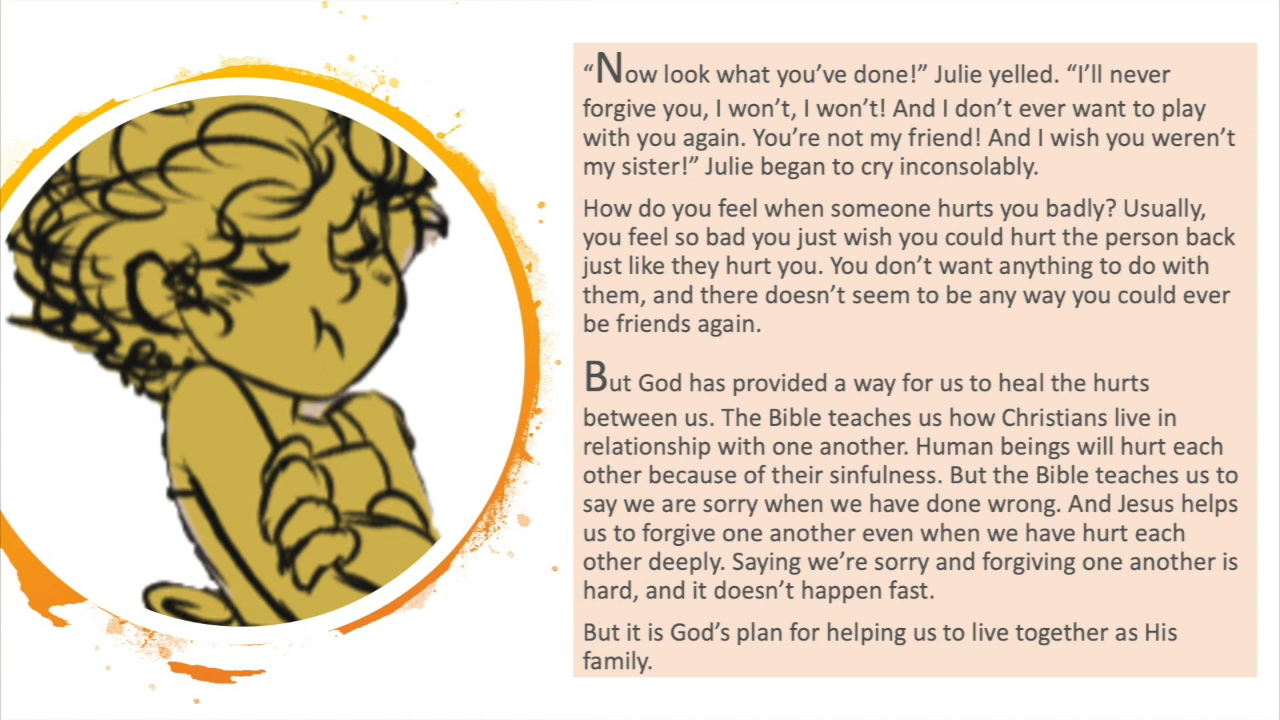 “Now look what you’ve done!” Julie yelled. “I’ll never
forgive you, I won’t, I won’t! And I don’t ever want to play
with you again. You’re not my friend! And I wish you weren’t
my sister!” Julie began to cry inconsolably.
How do you feel when someone hurts you badly? Usually,
you feel so bad you just wish you could hurt the person back
just like they hurt you. You don’t want anything to do with
them, and there doesn’t seem to be any way you could ever
be friends again.
But God has provided a way for us to heal the hurts
between us. The Bible teaches us how Christians live in
relationship with one another. Human beings will hurt each
other because of their sinfulness. But the Bible teaches us to
say we are sorry when we have done wrong. And Jesus helps
us to forgive one another even when we have hurt each
other deeply. Saying we’re sorry and forgiving one another is
hard, and it doesn’t happen fast.
But it is God’s plan for helping us to live together as His
family.